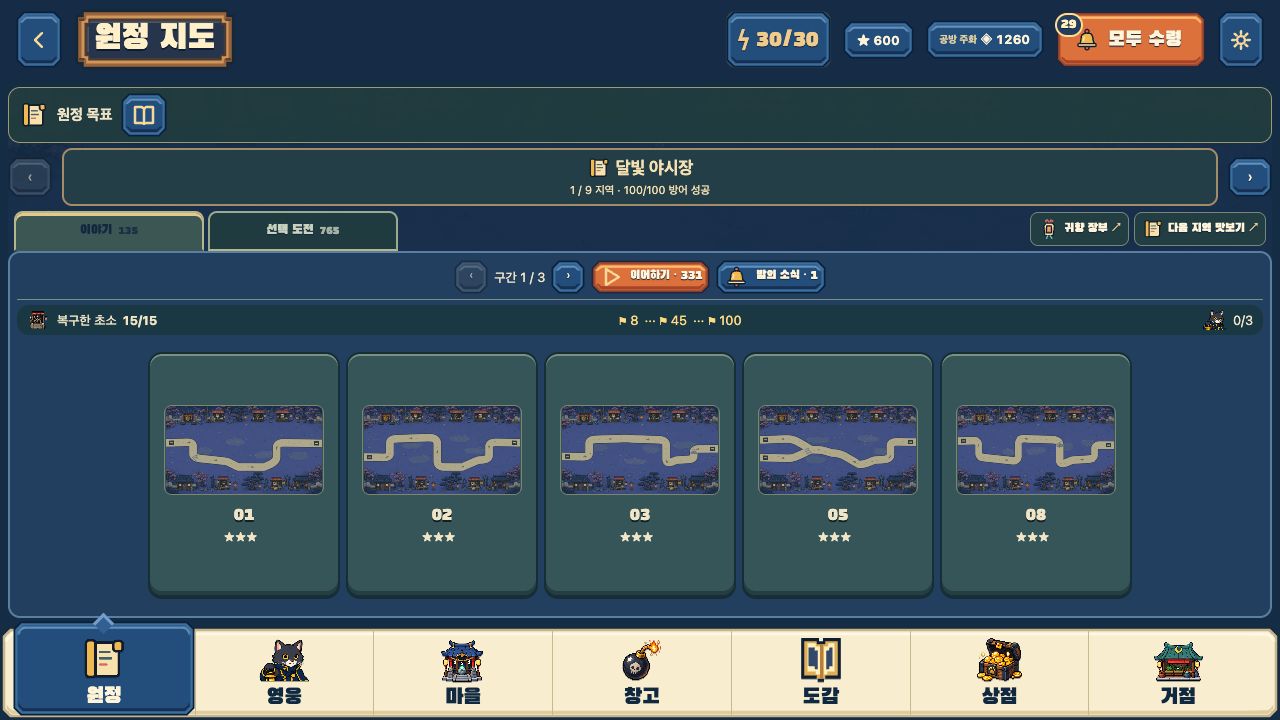 원정 지도
30/30
600
공방 주화 1260
29
모두 수령
원정 목표
달빛 야시장
1 / 9 지역 · 100/100 방어 성공
이야기 135
선택 도전 765
귀향 장부
다음 지역 맛보기
구간 1 / 3
이어하기 · 331
밤의 소식 · 1
복구한 초소 15/15
8 ··· 45 ··· 100
0/3
01
02
03
05
08
원정
영웅
마을
창고
도감
상점
거점